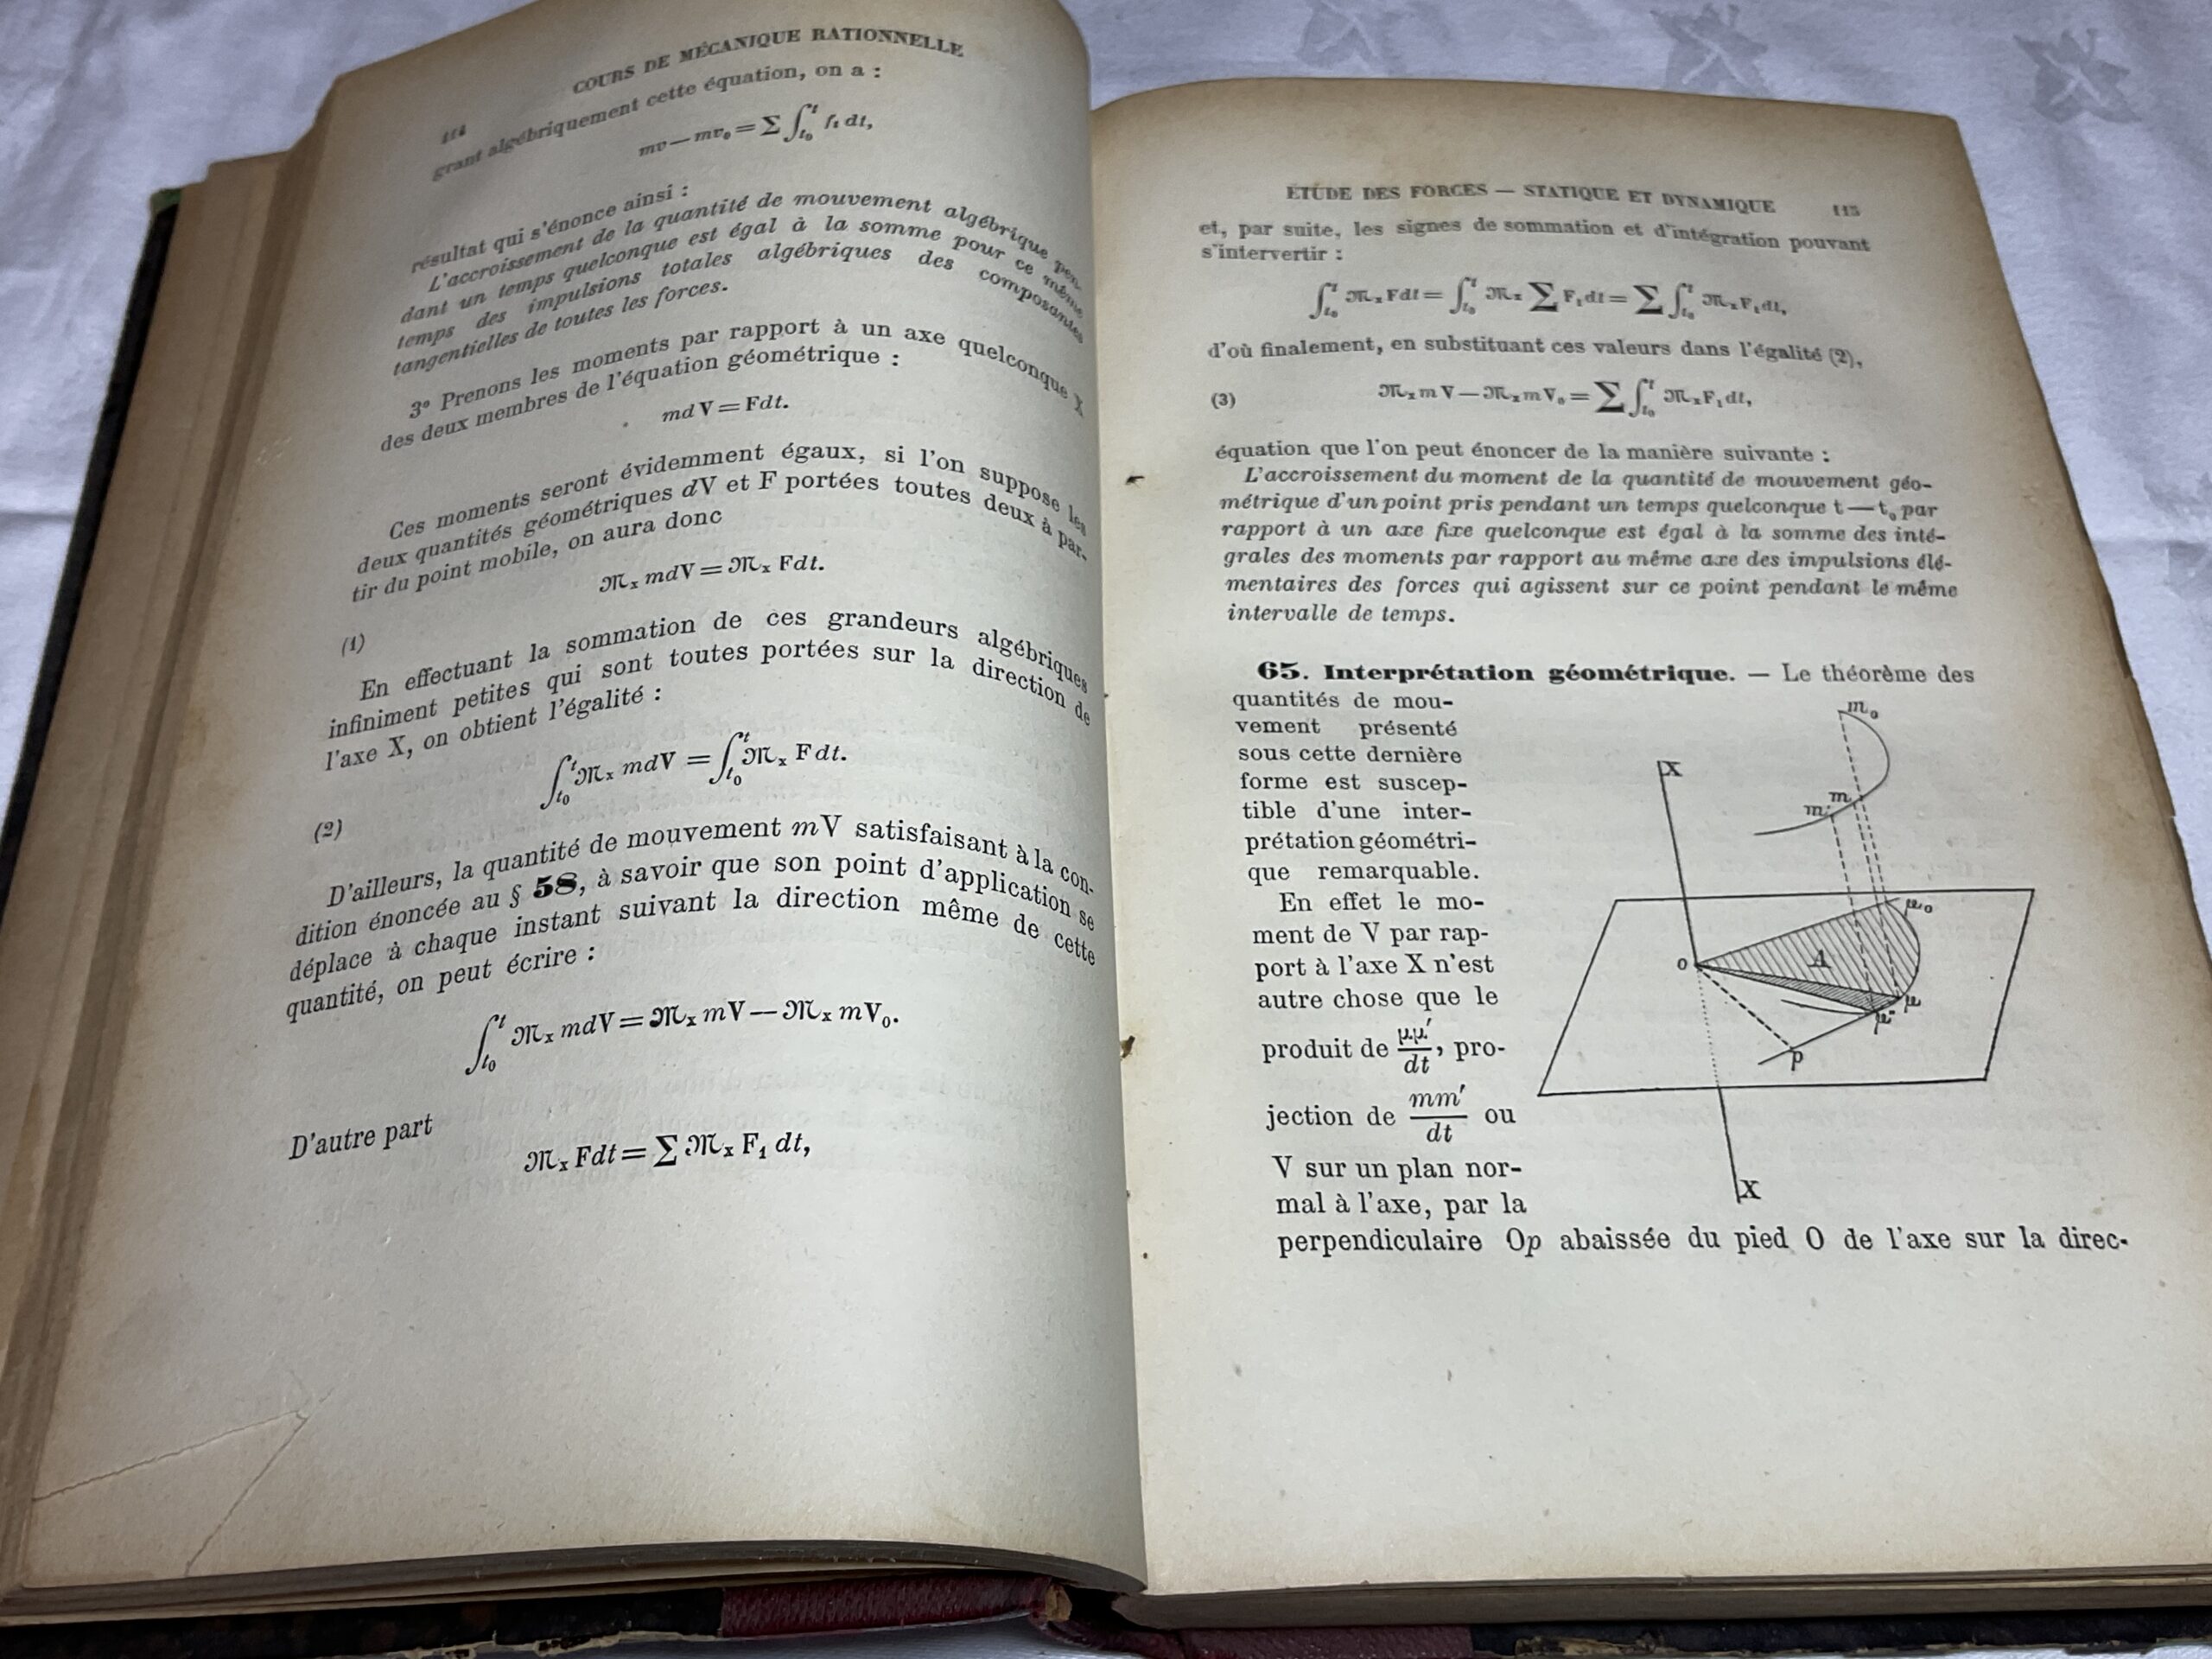 COURS DE MÉCANIQUE RATIONNELLE
114
grant algébriquement cette équation, on a :
mv — mv₀ = ∑ ∫ₜ₀ᵗ fₜ dt,
résultat qui s'énonce ainsi :
L'accroissement de la quantité de mouvement algébrique pen-
dant un temps quelconque est égal à la somme pour ce même
temps des impulsions totales algébriques des composantes
tangentielles de toutes les forces.
3° Prenons les moments par rapport à un axe quelconque X
des deux membres de l'équation géométrique :
mdV = Fdt.
Ces moments seront évidemment égaux, si l'on suppose les
deux quantités géométriques dV et F portées toutes deux à par-
tir du point mobile, on aura donc
(1) 𝔐ₓ mdV = 𝔐ₓ Fdt.
En effectuant la sommation de ces grandeurs algébriques
infiniment petites qui sont toutes portées sur la direction de
l'axe X, on obtient l'égalité :
(2) ∫ₜ₀ᵗ 𝔐ₓ mdV = ∫ₜ₀ᵗ 𝔐ₓ Fdt.
D'ailleurs, la quantité de mouvement mV satisfaisant à la con-
dition énoncée au § 58, à savoir que son point d'application se
déplace à chaque instant suivant la direction même de cette
quantité, on peut écrire :
∫ₜ₀ᵗ 𝔐ₓ mdV = 𝔐ₓ mV — 𝔐ₓ mV₀.
D'autre part
𝔐ₓ Fdt = ∑ 𝔐ₓ F₁ dt,
ETUDE DES FORCES — STATIQUE ET DYNAMIQUE 115
et, par suite, les signes de sommation et d'intégration pouvant
s'intervertir :
∫ₜ₀ᵗ 𝔐ₓ Fdt = ∫ₜ₀ᵗ 𝔐ₓ ∑ F₁dt = ∑ ∫ₜ₀ᵗ 𝔐ₓF₁dt,
d'où finalement, en substituant ces valeurs dans l'égalité (2),
(3) 𝔐ₓ mV — 𝔐ₓ mV₀ = ∑ ∫ₜ₀ᵗ 𝔐ₓF₁dt,
équation que l'on peut énoncer de la manière suivante :
L'accroissement du moment de la quantité de mouvement géo-
métrique d'un point pris pendant un temps quelconque t — t₀ par
rapport à un axe fixe quelconque est égal à la somme des inté-
grales des moments par rapport au même axe des impulsions élé-
mentaires des forces qui agissent sur ce point pendant le même
intervalle de temps.
65. Interprétation géométrique. — Le théorème des
quantités de mou-
vement présenté
sous cette dernière
forme est suscep-
tible d'une inter-
prétation géométri-
que remarquable.
En effet le mo-
ment de V par rap-
port à l'axe X n'est
autre chose que le
produit de μμ′/dt, pro-
jection de mm′/dt ou
V sur un plan nor-
mal à l'axe, par la
perpendiculaire Op abaissée du pied O de l'axe sur la direc-
m₀
X
m
m′
μ₀
A
O
μ
μ′
p
X